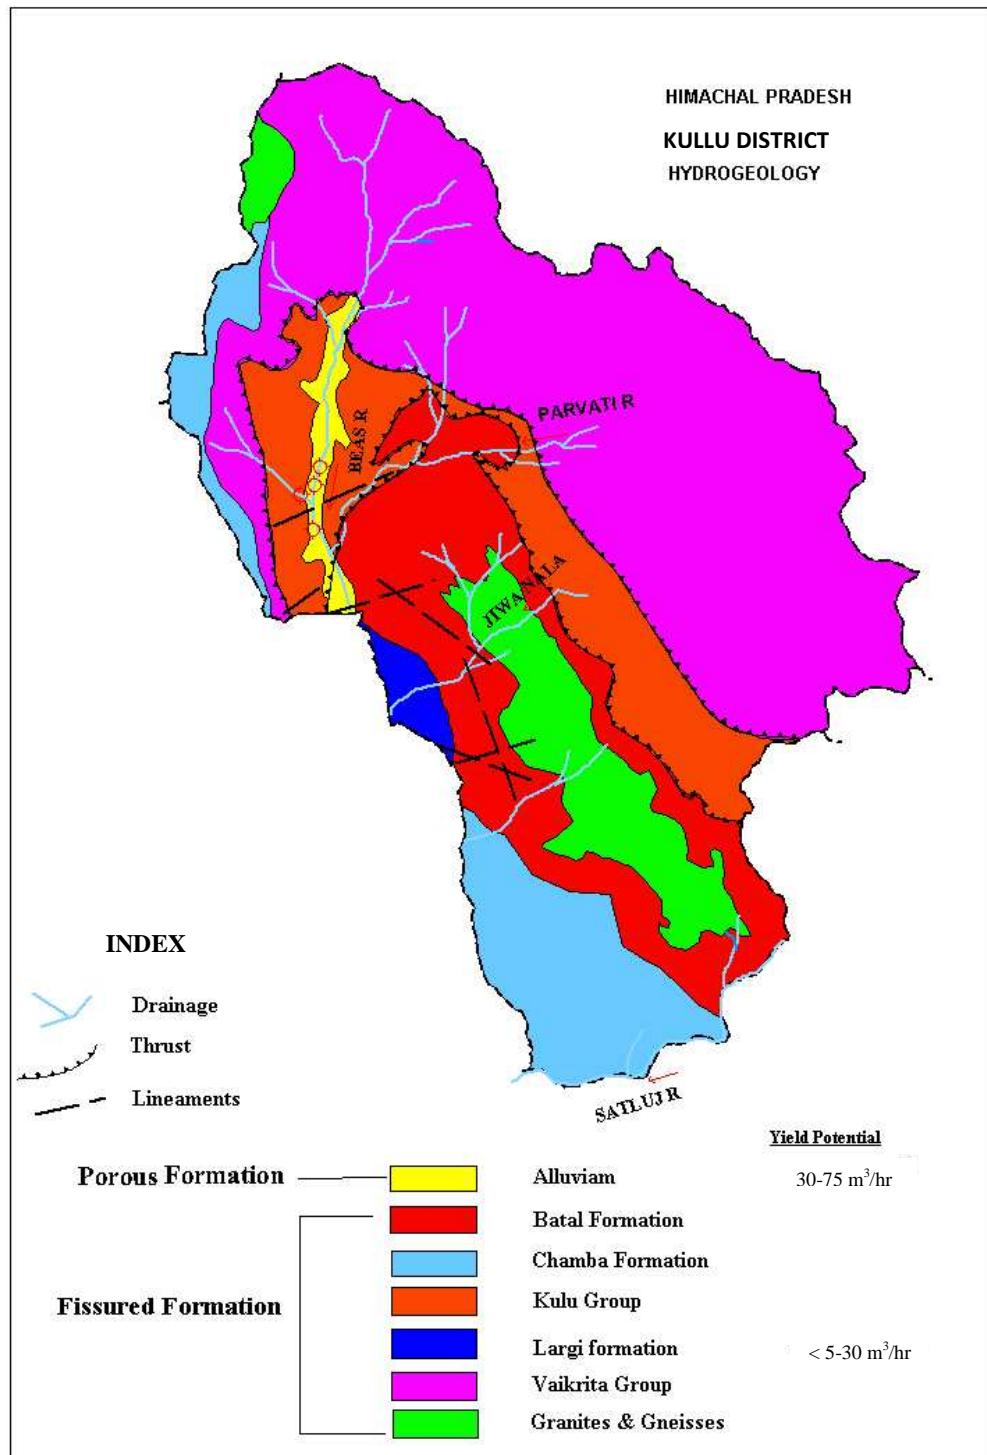 HIMACHAL PRADESH
KULLU DISTRICT
HYDROGEOLOGY
PARVATI R
BEAS R
JIWA NALA
SATLUJ R
INDEX
Drainage
Thrust
Lineaments
Yield Potential
Porous Formation
Alluviam
30-75 m³/hr
Batal Formation
Chamba Formation
Fissured Formation
Kulu Group
Largi formation
< 5-30 m³/hr
Vaikrita Group
Granites & Gneisses